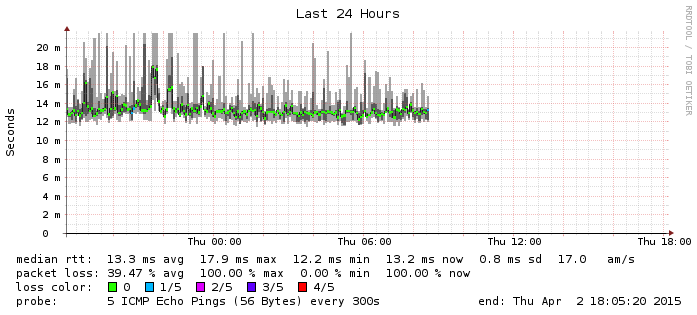 Last 24 Hours
RRDTOOL / TOBI OETIKER
Seconds
20 m
18 m
16 m
14 m
12 m
10 m
8 m
6 m
4 m
2 m
0
Thu 00:00 Thu 06:00 Thu 12:00 Thu 18:00
median rtt: 13.3 ms avg 17.9 ms max 12.2 ms min 13.2 ms now 0.8 ms sd 17.0 am/s
packet loss: 39.47 % avg 100.00 % max 0.00 % min 100.00 % now
loss color: 0 1/5 2/5 3/5 4/5
probe: 5 ICMP Echo Pings (56 Bytes) every 300s end: Thu Apr 2 18:05:20 2015